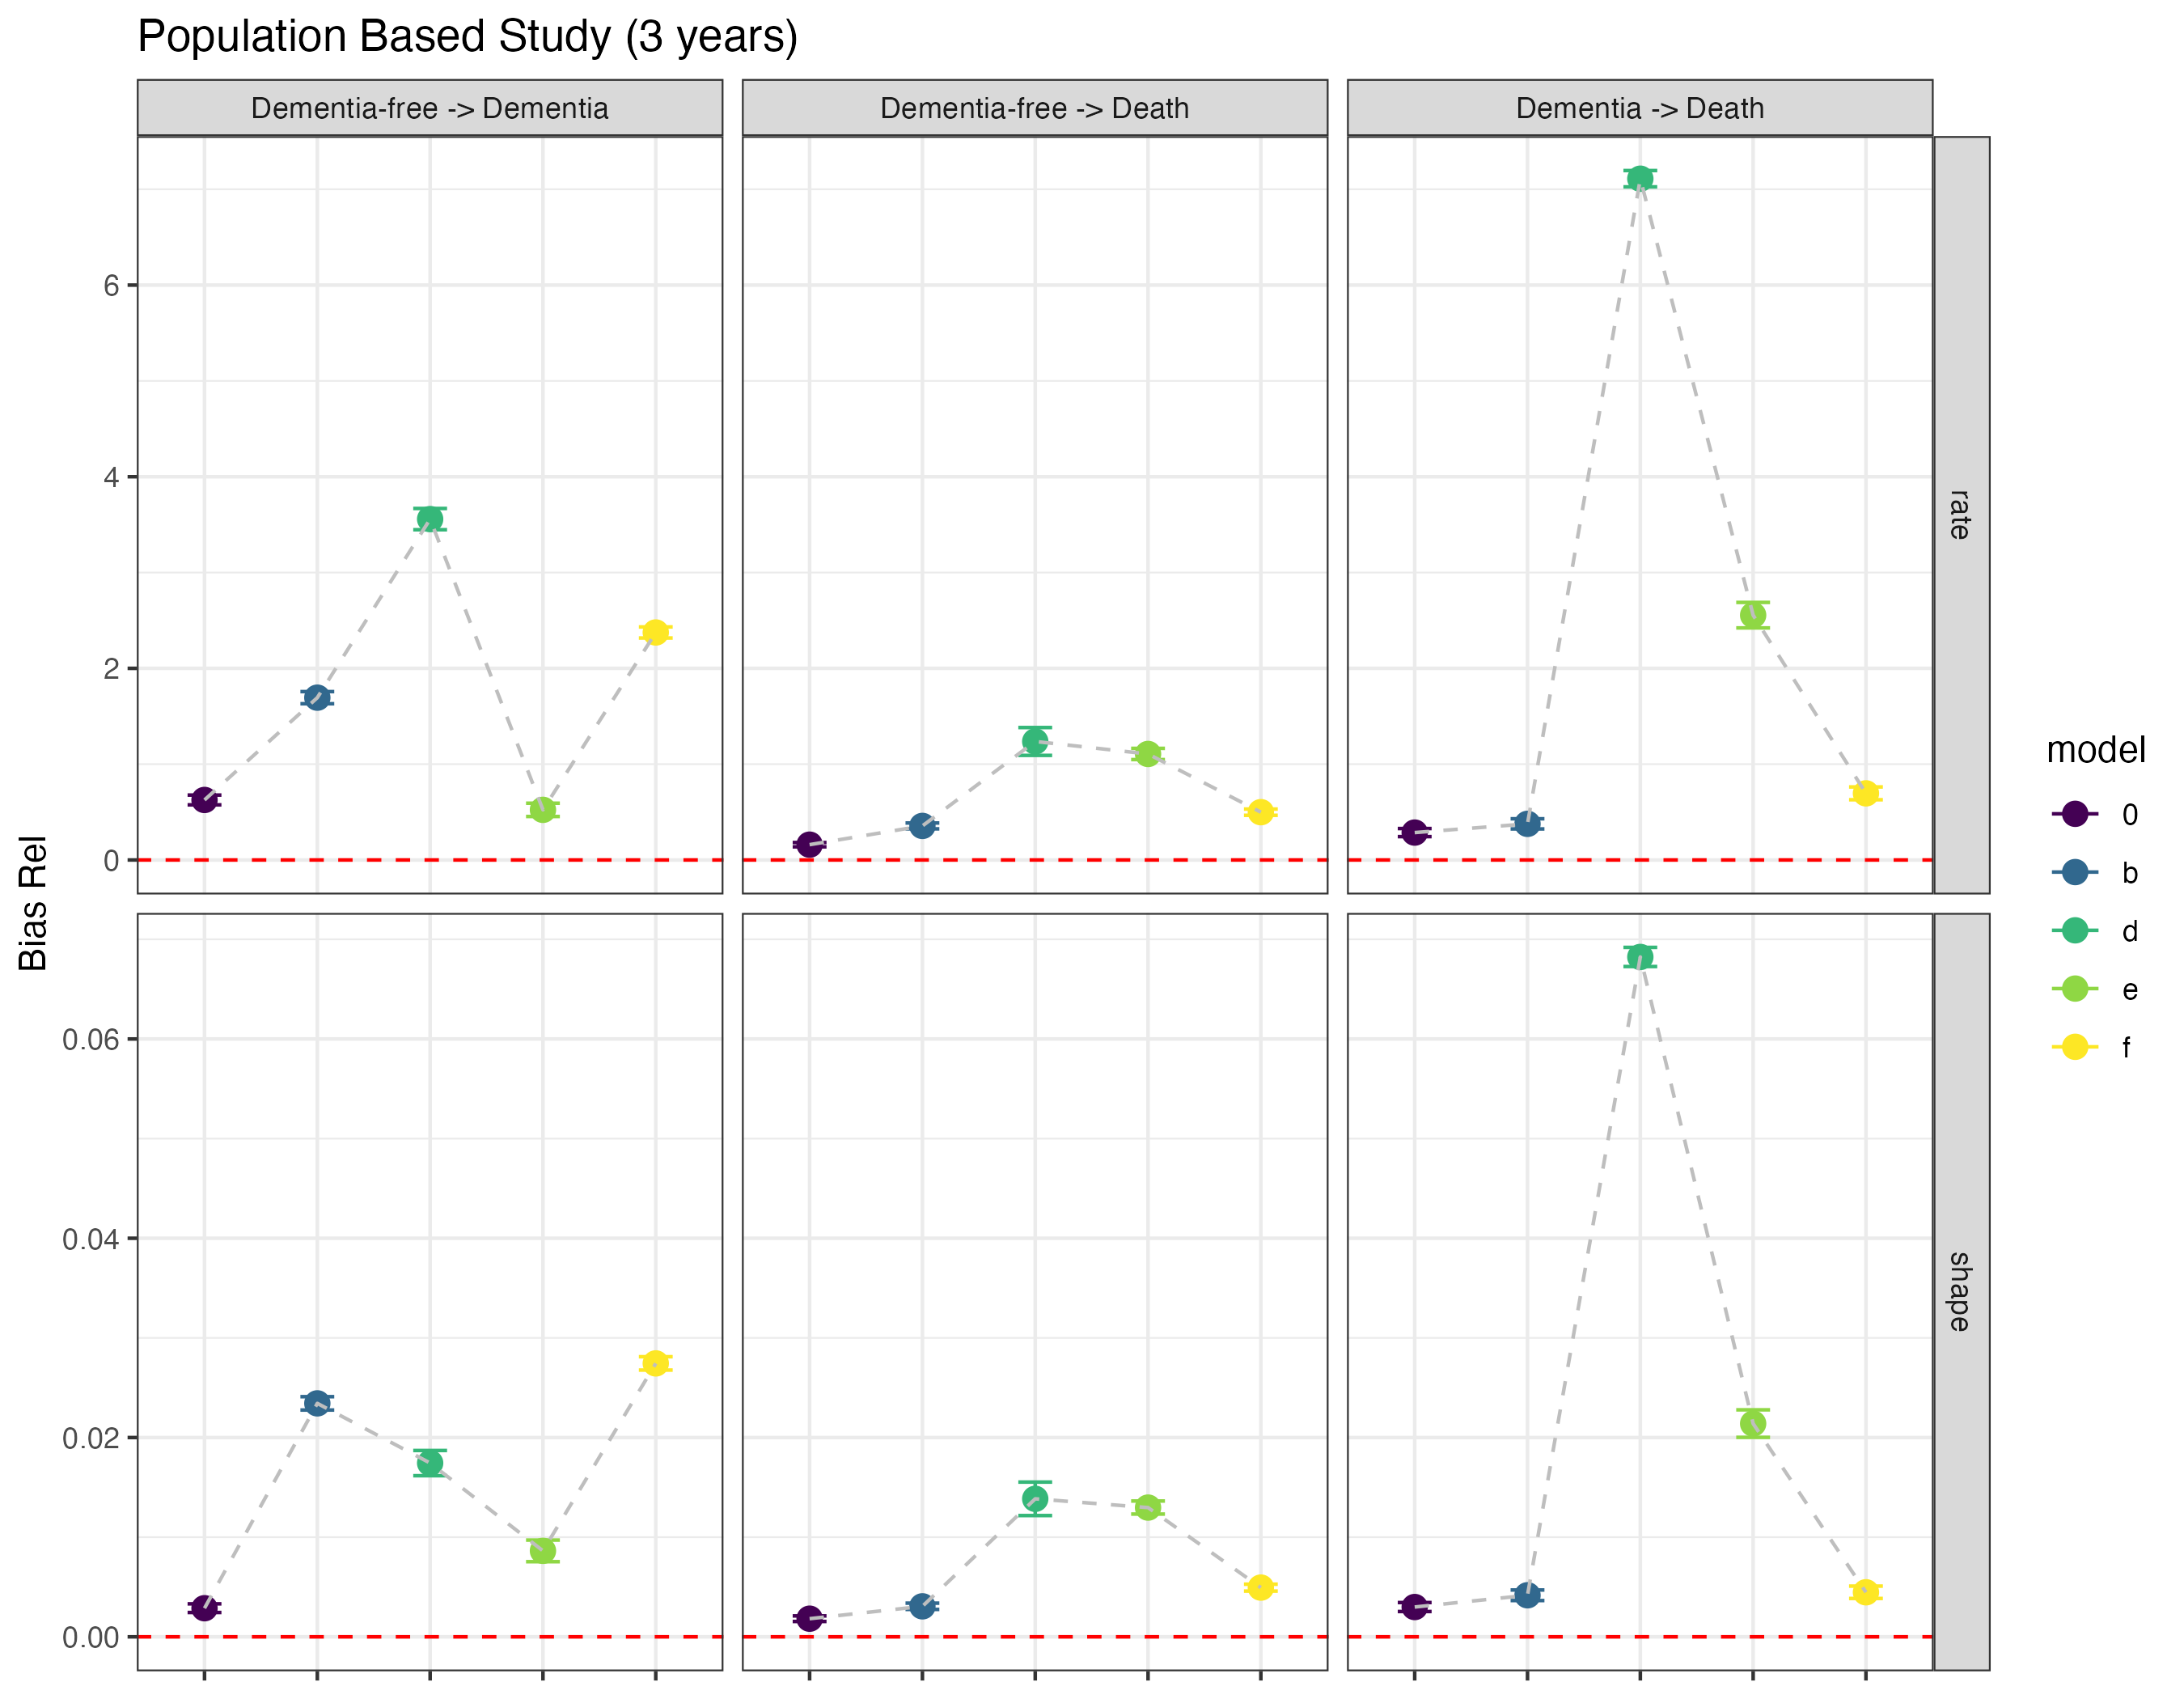 Population Based Study (3 years)
Dementia-free -> Dementia
Dementia-free -> Death
Dementia -> Death
6
4
2
0
rate
Bias Rel
0.06
0.04
0.02
0.00
shape
model
0
b
d
e
f